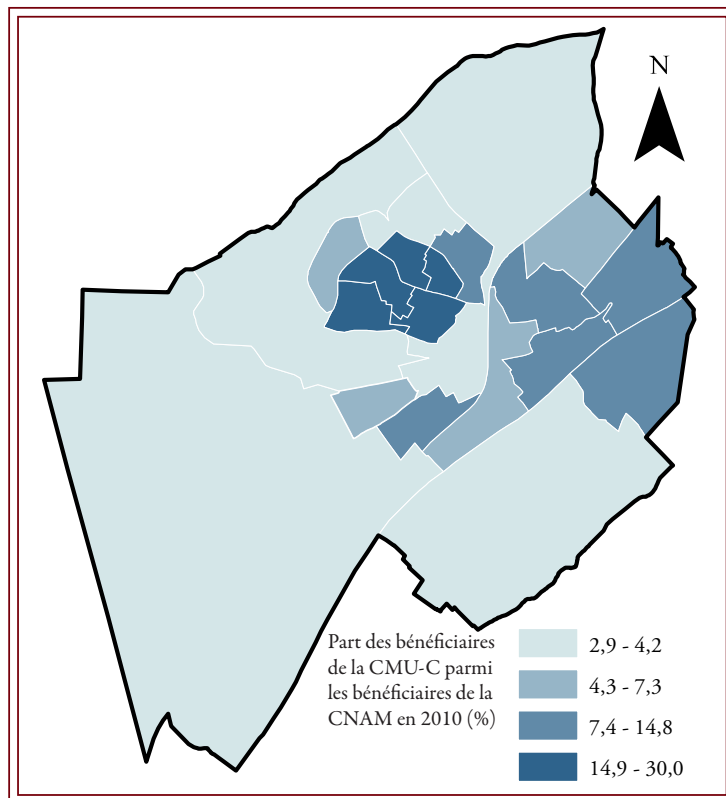 N
Part des bénéficiaires
de la CMU-C parmi
les bénéficiaires de la
CNAM en 2010 (%)
2,9 - 4,2
4,3 - 7,3
7,4 - 14,8
14,9 - 30,0